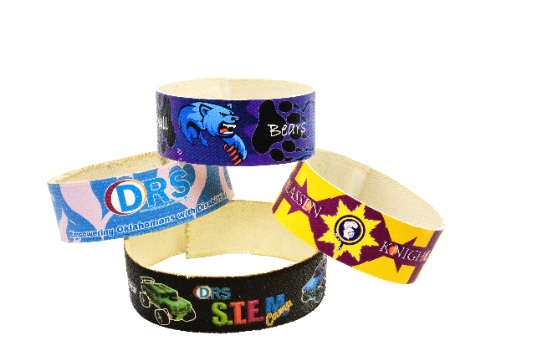 Bears
DRS
Empowering Oklahomans with
KNIGH
DRS
S.T.E.M.
Camp